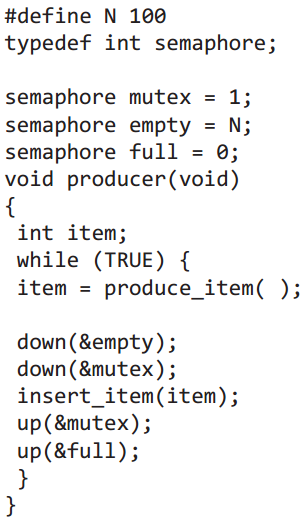 #define N 100
typedef int semaphore;
semaphore mutex = 1;
semaphore empty = N;
semaphore full = 0;
void producer(void)
{
int item;
while (TRUE) {
item = produce_item( );
down(&empty);
down(&mutex);
insert_item(item);
up(&mutex);
up(&full);
}
}